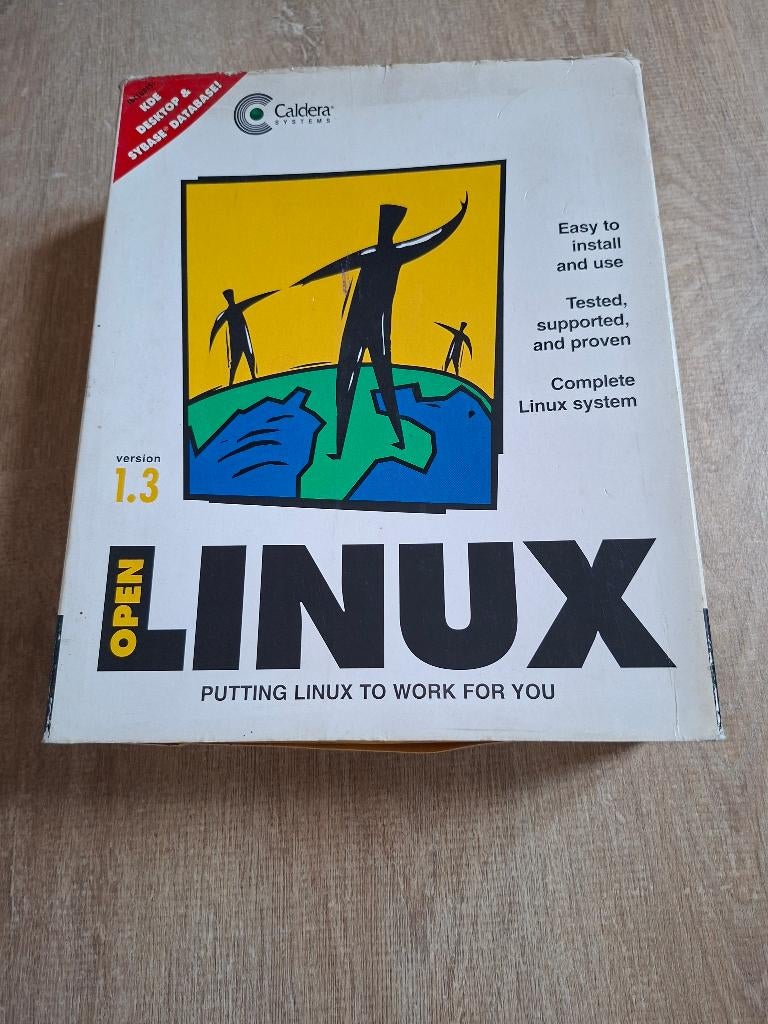 INCLUDES
KDE
DESKTOP &
SYBASE® DATABASE!
Caldera®
SYSTEMS
Easy to
install
and use
Tested,
supported,
and proven
Complete
Linux system
version
1.3
OPEN
LINUX
PUTTING LINUX TO WORK FOR YOU